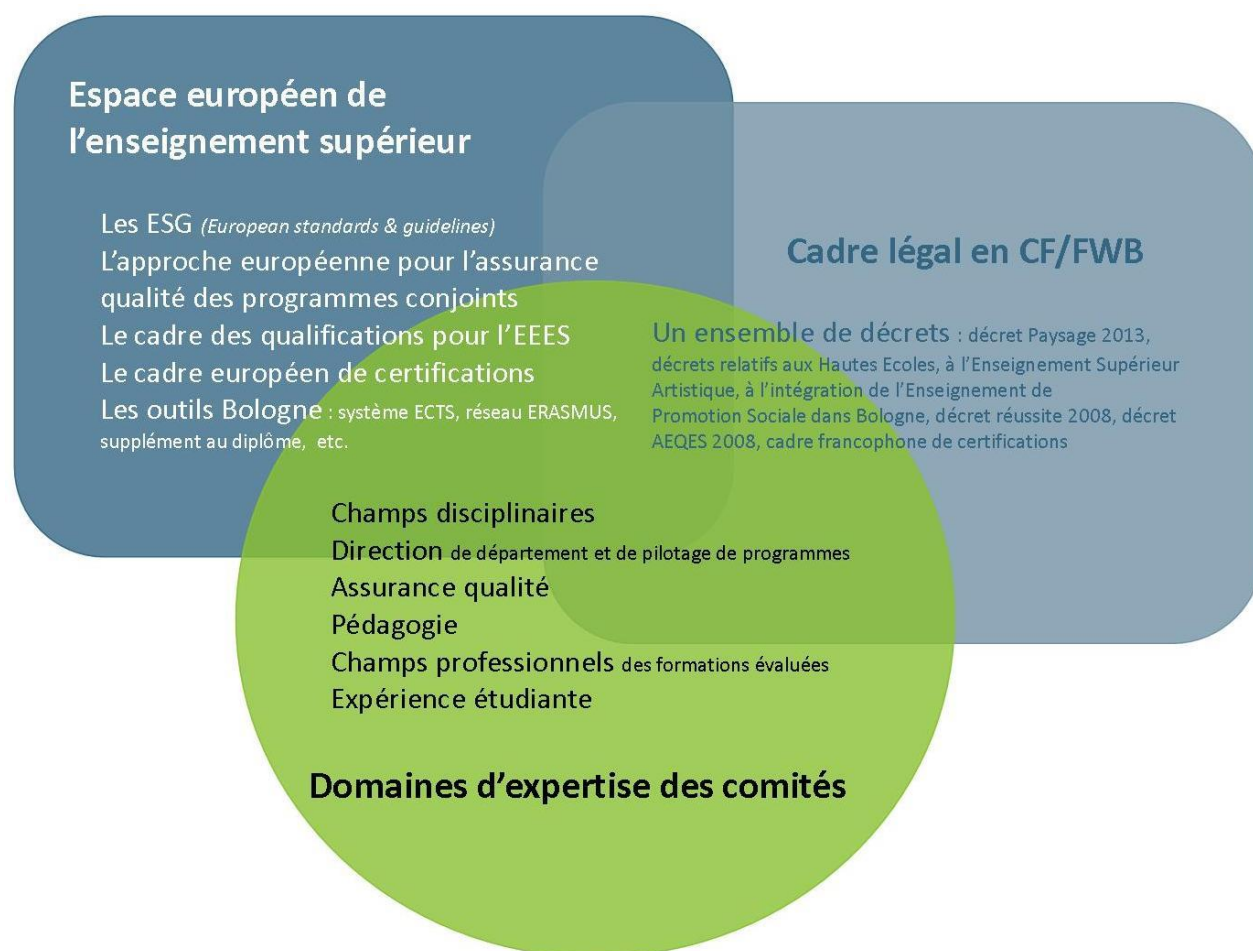 Espace européen de
l'enseignement supérieur
Les ESG (European standards & guidelines)
L'approche européenne pour l'assurance
qualité des programmes conjoints
Le cadre des qualifications pour l'EEES
Le cadre européen de certifications
Les outils Bologne : système ECTS, réseau ERASMUS,
supplément au diplôme, etc.
Cadre légal en CF/FWB
Un ensemble de décrets : décret Paysage 2013,
décrets relatifs aux Hautes Ecoles, à l'Enseignement Supérieur
Artistique, à l'intégration de l'Enseignement de
Promotion Sociale dans Bologne, décret réussite 2008, décret
AEQES 2008, cadre francophone de certifications
Champs disciplinaires
Direction de département et de pilotage de programmes
Assurance qualité
Pédagogie
Champs professionnels des formations évaluées
Expérience étudiante
Domaines d'expertise des comités